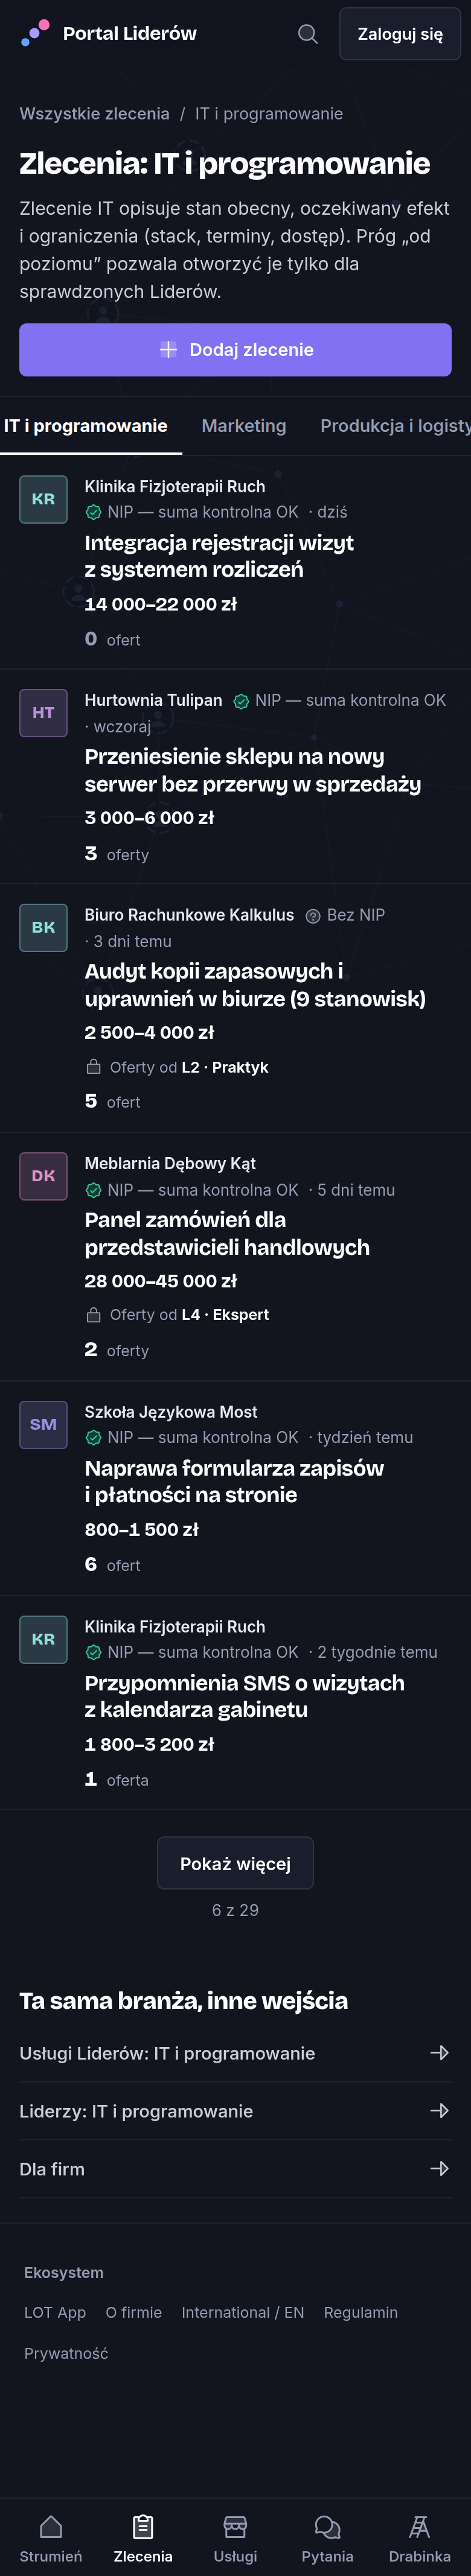 Portal Liderów
Zaloguj się
Wszystkie zlecenia / IT i programowanie
Zlecenia: IT i programowanie
Zlecenie IT opisuje stan obecny, oczekiwany efekt
i ograniczenia (stack, terminy, dostęp). Próg „od
poziomu” pozwala otworzyć je tylko dla
sprawdzonych Liderów.
Dodaj zlecenie
IT i programowanie Marketing Produkcja i logisty
KR
Klinika Fizjoterapii Ruch
NIP — suma kontrolna OK · dziś
Integracja rejestracji wizyt
z systemem rozliczeń
14 000–22 000 zł
0 ofert
HT
Hurtownia Tulipan NIP — suma kontrolna OK
· wczoraj
Przeniesienie sklepu na nowy
serwer bez przerwy w sprzedaży
3 000–6 000 zł
3 oferty
BK
Biuro Rachunkowe Kalkulus Bez NIP
· 3 dni temu
Audyt kopii zapasowych i
uprawnień w biurze (9 stanowisk)
2 500–4 000 zł
Oferty od L2 · Praktyk
5 ofert
DK
Meblarnia Dębowy Kąt
NIP — suma kontrolna OK · 5 dni temu
Panel zamówień dla
przedstawicieli handlowych
28 000–45 000 zł
Oferty od L4 · Ekspert
2 oferty
SM
Szkoła Językowa Most
NIP — suma kontrolna OK · tydzień temu
Naprawa formularza zapisów
i płatności na stronie
800–1 500 zł
6 ofert
KR
Klinika Fizjoterapii Ruch
NIP — suma kontrolna OK · 2 tygodnie temu
Przypomnienia SMS o wizytach
z kalendarza gabinetu
1 800–3 200 zł
1 oferta
Pokaż więcej
6 z 29
Ta sama branża, inne wejścia
Usługi Liderów: IT i programowanie
Liderzy: IT i programowanie
Dla firm
Ekosystem
LOT App O firmie International / EN Regulamin
Prywatność
Strumień Zlecenia Usługi Pytania Drabinka